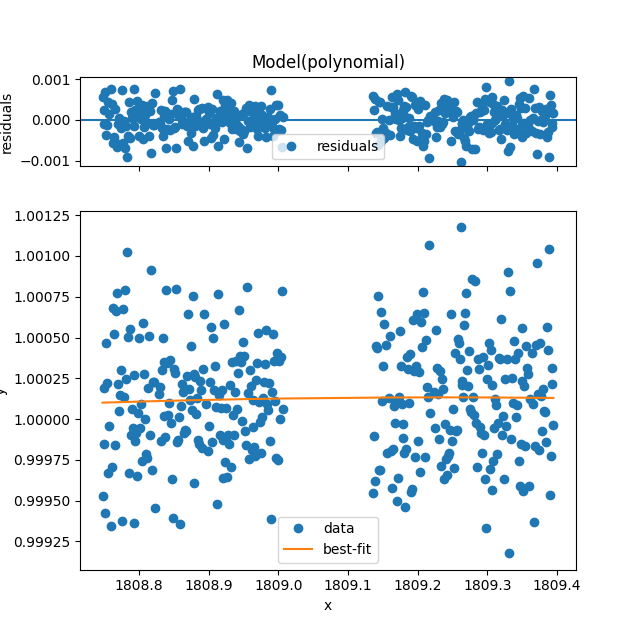 Model(polynomial)
0.001
0.000
−0.001
residuals
residuals
1.00125
1.00100
1.00075
1.00050
1.00025
1.00000
0.99975
0.99950
0.99925
y
data
best-fit
1808.8 1808.9 1809.0 1809.1 1809.2 1809.3 1809.4
x